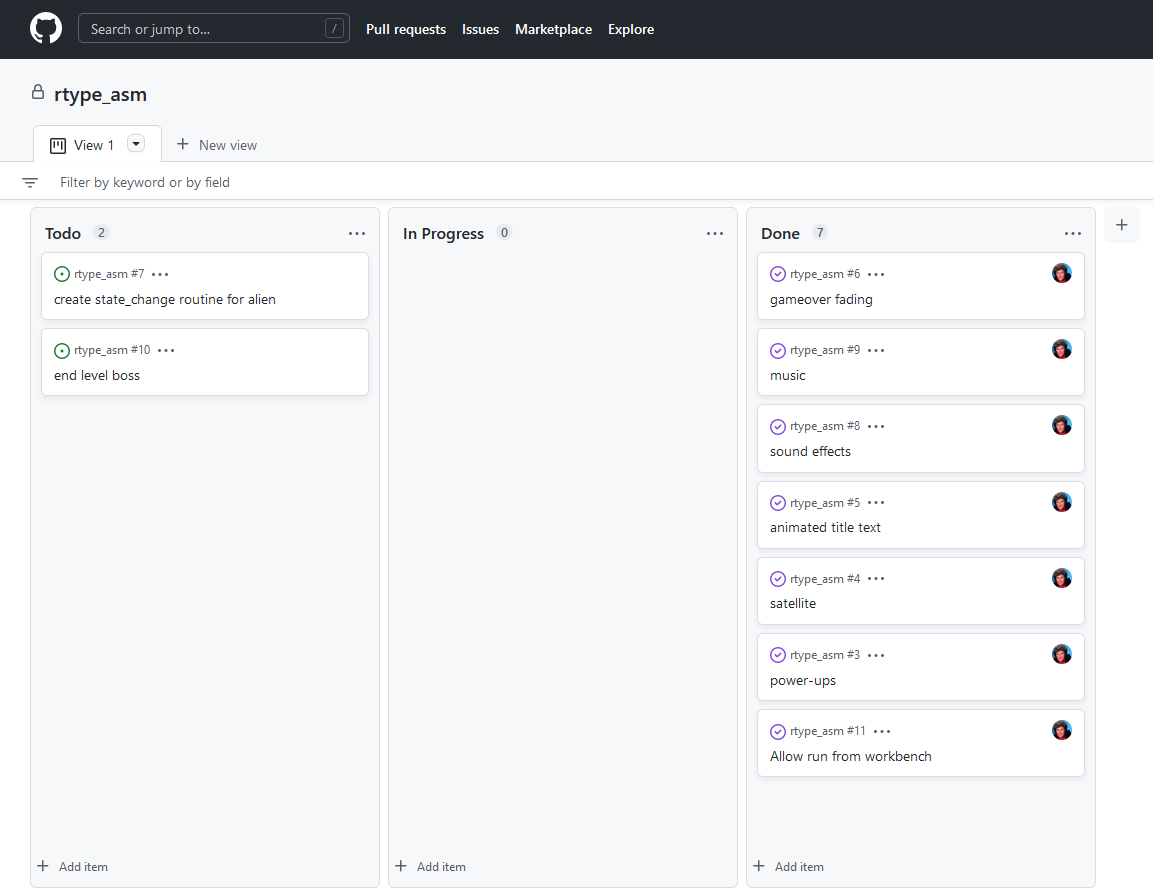 Search or jump to...
/
Pull requests
Issues
Marketplace
Explore
rtype_asm
View 1
New view
Filter by keyword or by field
Todo 2
rtype_asm #7
create state_change routine for alien
rtype_asm #10
end level boss
Add item
In Progress 0
Add item
Done 7
rtype_asm #6
gameover fading
rtype_asm #9
music
rtype_asm #8
sound effects
rtype_asm #5
animated title text
rtype_asm #4
satellite
rtype_asm #3
power-ups
rtype_asm #11
Allow run from workbench
Add item